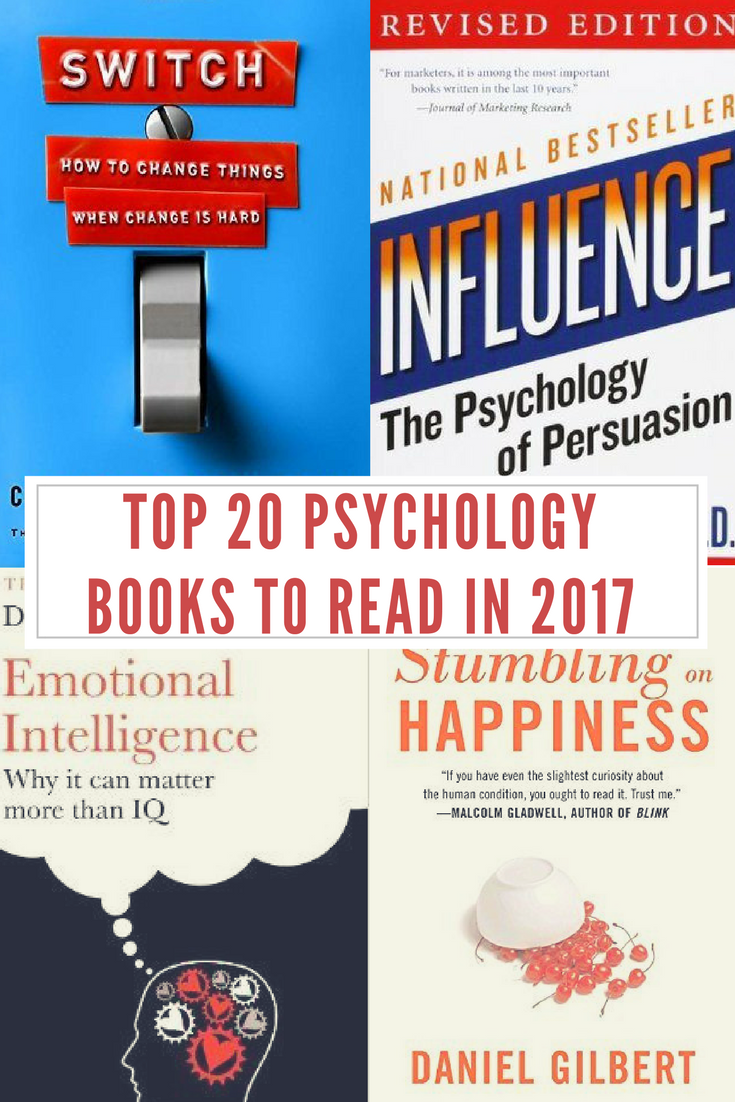 SWITCH
HOW TO CHANGE THINGS
WHEN CHANGE IS HARD
REVISED EDITION
"For marketers, it is among the most important
books written in the last 10 years."
—Journal of Marketing Research
NATIONAL BESTSELLER
INFLUENCE
The Psychology
of Persuasion
.D.
TOP 20 PSYCHOLOGY
BOOKS TO READ IN 2017
Emotional
Intelligence
Why it can matter
more than IQ
Stumbling on
HAPPINESS
"If you have even the slightest curiosity about
the human condition, you ought to read it. Trust me."
—MALCOLM GLADWELL, AUTHOR OF BLINK
DANIEL GILBERT